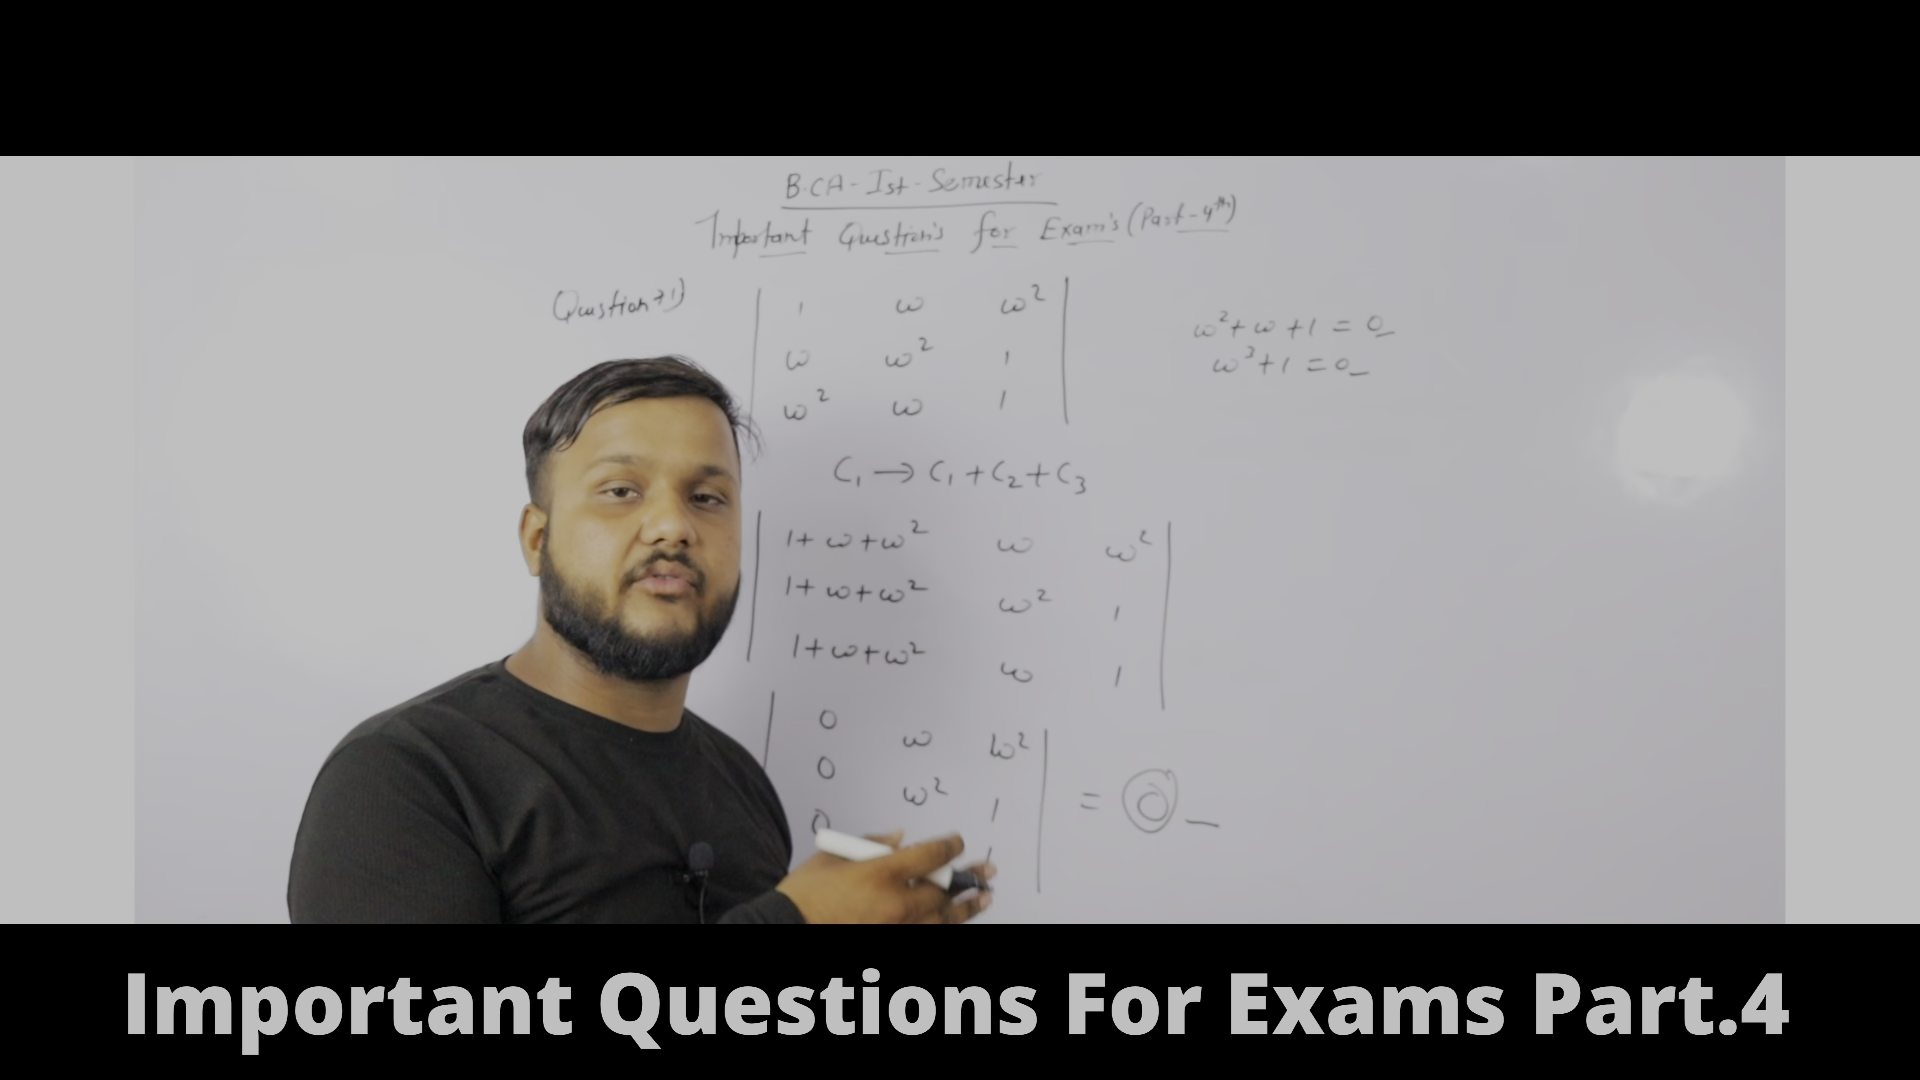 B.CA-Ist-Semester
Important Question's for Exam's (Part-4th)
Question→1)
1 ω ω²
ω ω² 1
ω² ω 1
ω²+ω+1=0
ω³+1=0
C₁→C₁+C₂+C₃
1+ω+ω² ω ω²
1+ω+ω² ω² 1
1+ω+ω² ω 1
0 ω ω²
0 ω² 1
0
= 0
Important Questions For Exams Part.4